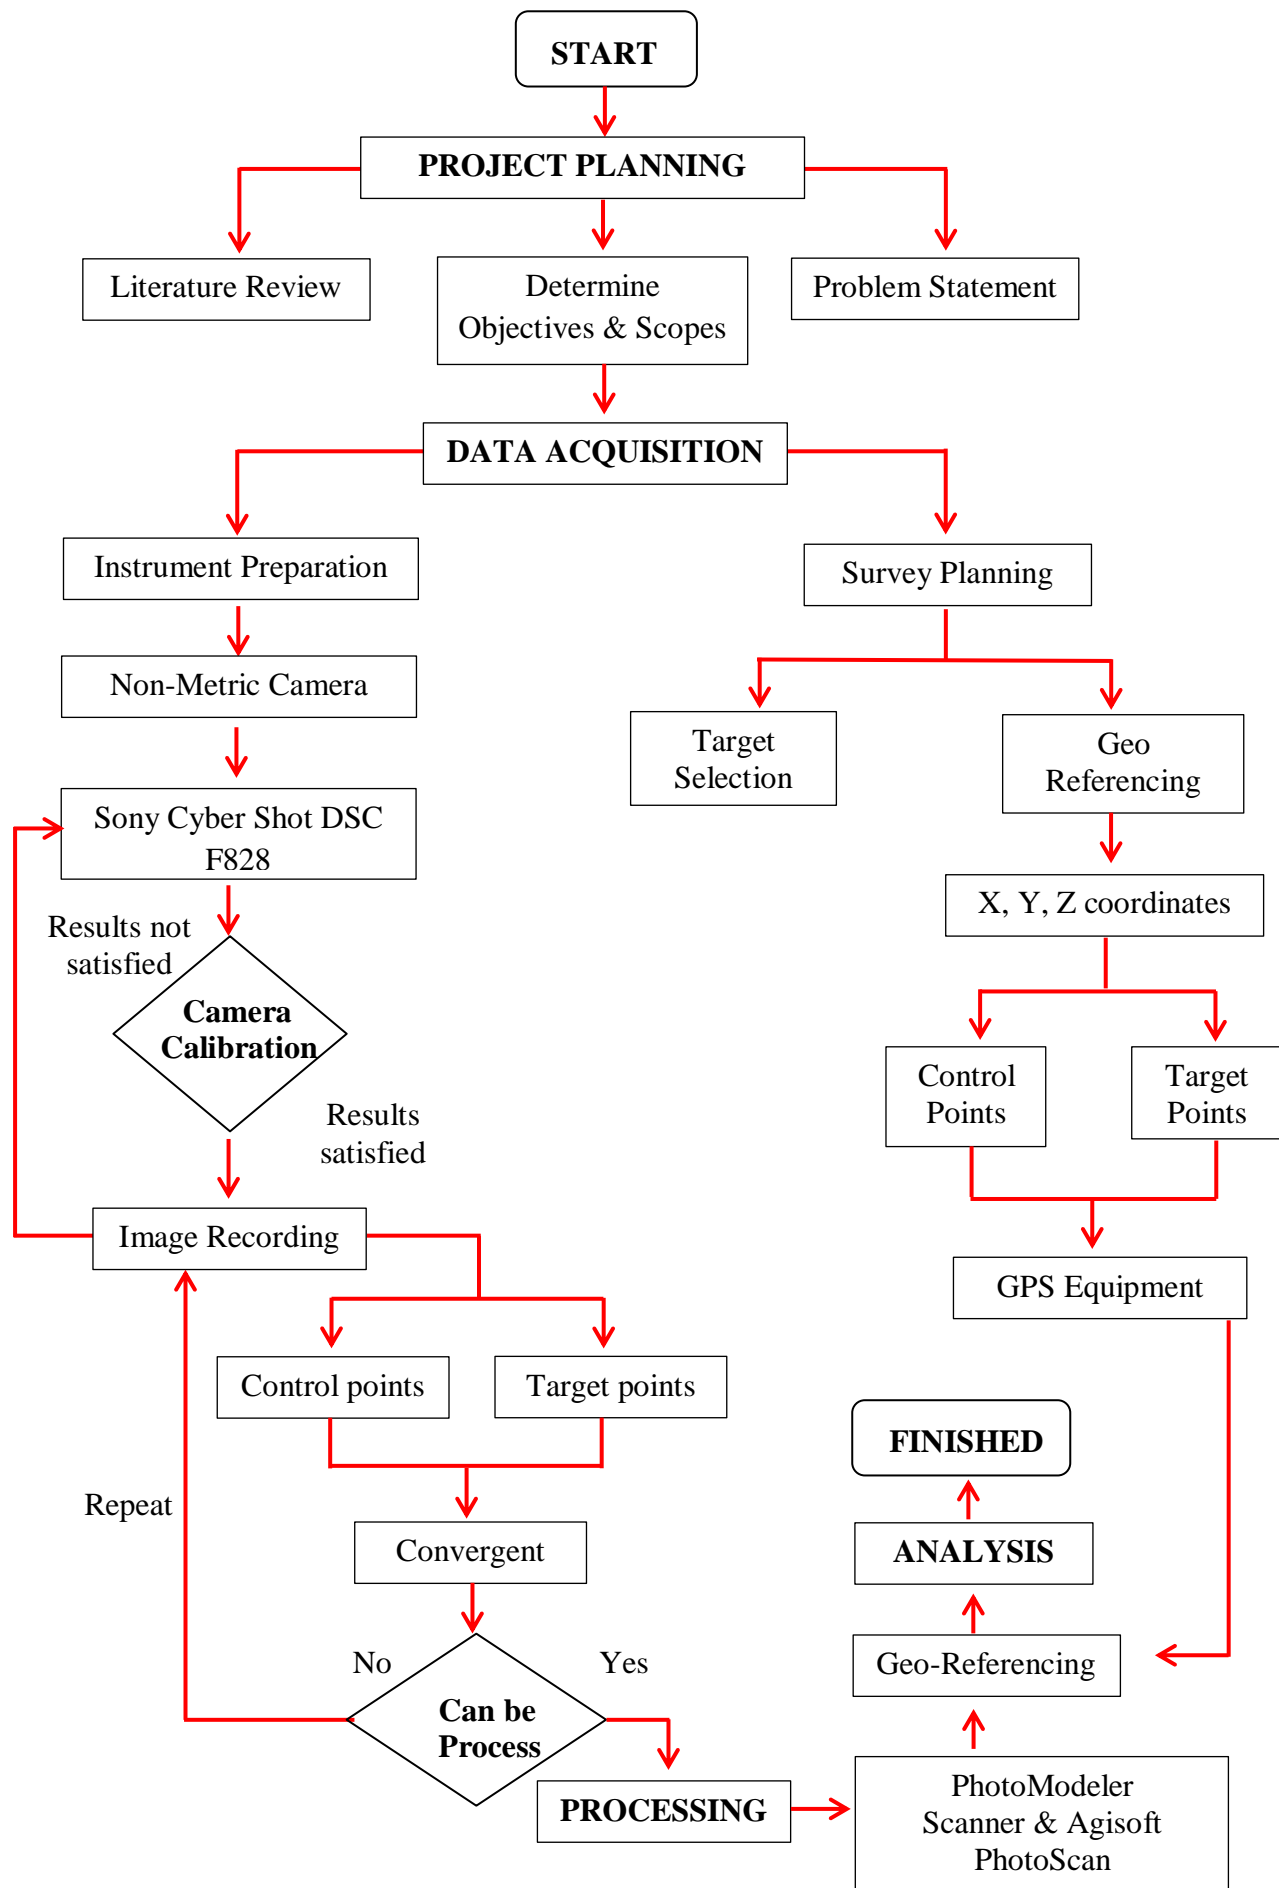 START
PROJECT PLANNING
Literature Review
Determine
Objectives & Scopes
Problem Statement
DATA ACQUISITION
Instrument Preparation
Survey Planning
Non-Metric Camera
Target
Selection
Geo
Referencing
Sony Cyber Shot DSC
F828
X, Y, Z coordinates
Results not
satisfied
Camera
Calibration
Results
satisfied
Control
Points
Target
Points
Image Recording
GPS Equipment
Control points
Target points
FINISHED
Repeat
Convergent
ANALYSIS
No
Yes
Geo-Referencing
Can be
Process
PROCESSING
PhotoModeler
Scanner & Agisoft
PhotoScan